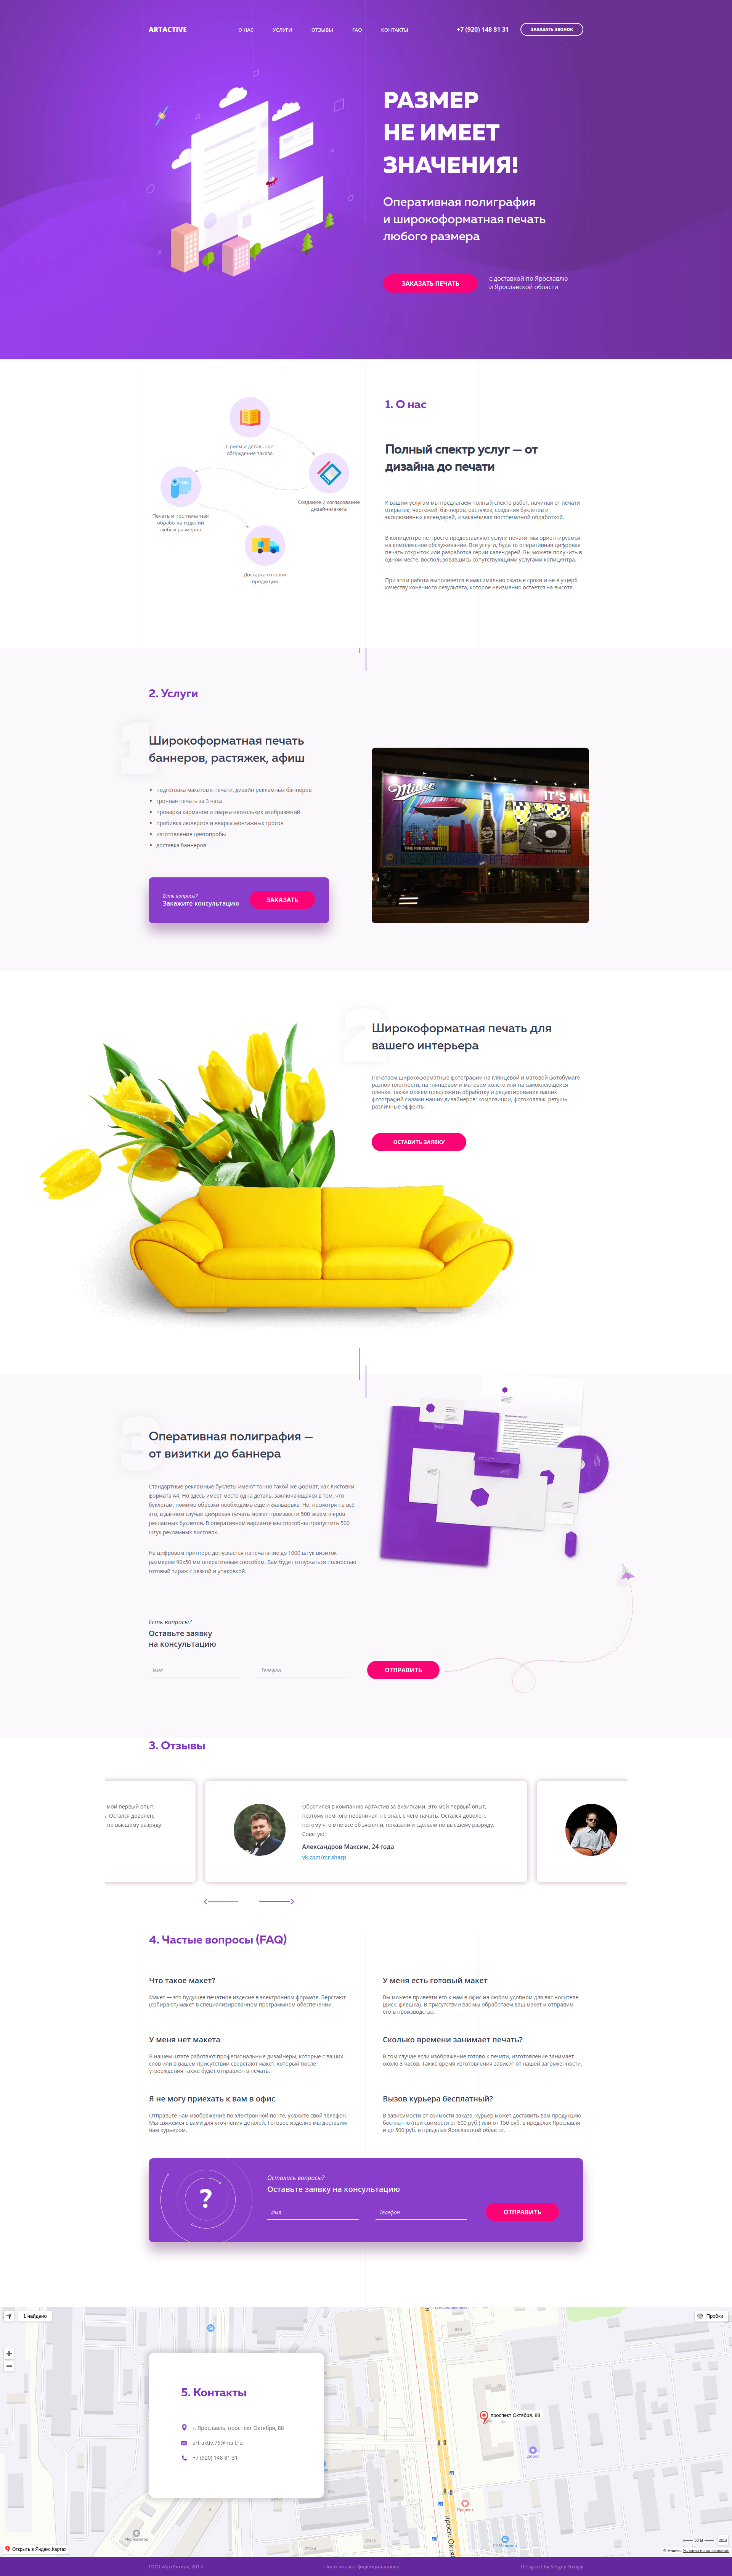 ARTACTIVE
О НАС
УСЛУГИ
ОТЗЫВЫ
FAQ
КОНТАКТЫ
+7 (920) 148 81 31
ЗАКАЗАТЬ ЗВОНОК
РАЗМЕР
НЕ ИМЕЕТ
ЗНАЧЕНИЯ!
Оперативная полиграфия
и широкоформатная печать
любого размера
ЗАКАЗАТЬ ПЕЧАТЬ
с доставкой по Ярославлю
и Ярославской области
Приём и детальное
обсуждение заказа
Создание и согласование
дизайн-макета
Печать и постпечатная
обработка изделий
любых размеров
Доставка готовой
продукции
1. О нас
Полный спектр услуг — от
дизайна до печати
К вашим услугам мы предлагаем полный спектр работ, начиная от печати
открыток, чертежей, баннеров, растяжек, создания буклетов и
эксклюзивных календарей, и заканчивая постпечатной обработкой.
В копицентре не просто предоставляют услуги печати: мы ориентируемся
на комплексное обслуживание. Все услуги, будь то оперативная цифровая
печать открыток или разработка серии календарей, Вы можете получить в
одном месте, воспользовавшись сопутствующими услугами копицентра.
При этом работа выполняется в максимально сжатые сроки и не в ущерб
качеству конечного результата, которое неизменно остается на высоте.
2. Услуги
1
Широкоформатная печать
баннеров, растяжек, афиш
подготовка макетов к печати, дизайн рекламных баннеров
срочная печать за 3 часа
проварка карманов и сварка нескольких изображений
пробивка люверсов и вварка монтажных тросов
изготовление цветопробы
доставка баннеров
Есть вопросы?
Закажите консультацию
ЗАКАЗАТЬ
Miller
IT'S MIL
TIME FOR CREATIVITY
TIME FOR PARTY
2
Широкоформатная печать для
вашего интерьера
Печатаем широкоформатные фотографии на глянцевой и матовой фотобумаге
разной плотности, на глянцевом и матовом холсте или на самоклеющейся
пленке. также можем предложить обработку и редактирование ваших
фотографий силами наших дизайнеров: композиции, фотоколлаж, ретушь,
различные эффекты
ОСТАВИТЬ ЗАЯВКУ
3
Оперативная полиграфия —
от визитки до баннера
Стандартные рекламные буклеты имеют точно такой же формат, как листовки
формата А4. Но здесь имеет место одна деталь, заключающаяся в том, что
буклетам, помимо обрезки необходима ещё и фальцовка. Но, несмотря на всё
это, в данном случае цифровая печать может произвести 500 экземпляров
рекламных буклетов. В оперативном варианте мы способны пропустить 500
штук рекламных листовок.
На цифровом принтере допускается напечатание до 1000 штук визиток
размером 90х50 мм оперативным способом. Вам будет отпускаться полностью
готовый тираж с резкой и упаковкой.
Есть вопросы?
Оставьте заявку
на консультацию
Имя
Телефон
ОТПРАВИТЬ
3. Отзывы
мой первый опыт,
. Остался доволен,
по высшему разряду.
Обратился в компанию АртАктив за визитками. Это мой первый опыт,
поэтому немного нервничал, не знал, с чего начать. Остался доволен,
потому что мне всё объяснили, показали и сделали по высшему разряду.
Советую!
Александров Максим, 24 года
vk.com/mr.sharp
4. Частые вопросы (FAQ)
Что такое макет?
Макет — это будущее печатное изделие в электронном формате. Верстают
(собирают) макет в специализированном программном обеспечении.
У меня есть готовый макет
Вы можете привезти его к нам в офис на любом удобном для вас носителе
(диск, флешка). В присутствии вас мы обработаем ваш макет и отправим
его в производство.
У меня нет макета
В нашем штате работают профессиональные дизайнеры, которые с ваших
слов или в вашем присутствии сверстают макет, который после
утверждения также будет отправлен в печать.
Сколько времени занимает печать?
В том случае если изображение готово к печати, изготовление занимает
около 3 часов. Также время изготовления зависит от нашей загруженности.
Я не могу приехать к вам в офис
Отправьте нам изображение по электронной почте, укажите свой телефон.
Мы свяжемся с вами для уточнения деталей. Готовое изделие мы доставим
вам курьером.
Вызов курьера бесплатный?
В зависимости от соимости заказа, курьер может доставить вам продукцию
бесплатно (при соимости от 600 руб.) или от 150 руб. в пределах Ярославля
и до 500 руб. в пределах Ярославской области.
?
Остались вопросы?
Оставьте заявку на консультацию
Имя
Телефон
ОТПРАВИТЬ
1 найдено
Пробки
5. Контакты
г. Ярославль, проспект Октября, 88
art-aktiv.76@mail.ru
+7 (920) 148 81 31
проспект Октября, 88
просп. Октя
Открыть в Яндекс.Картах
50 м
© Яндекс Условия использования
ООО «АртАктив», 2017
Политика конфиденциальности
Designed by Sergey Strogiy